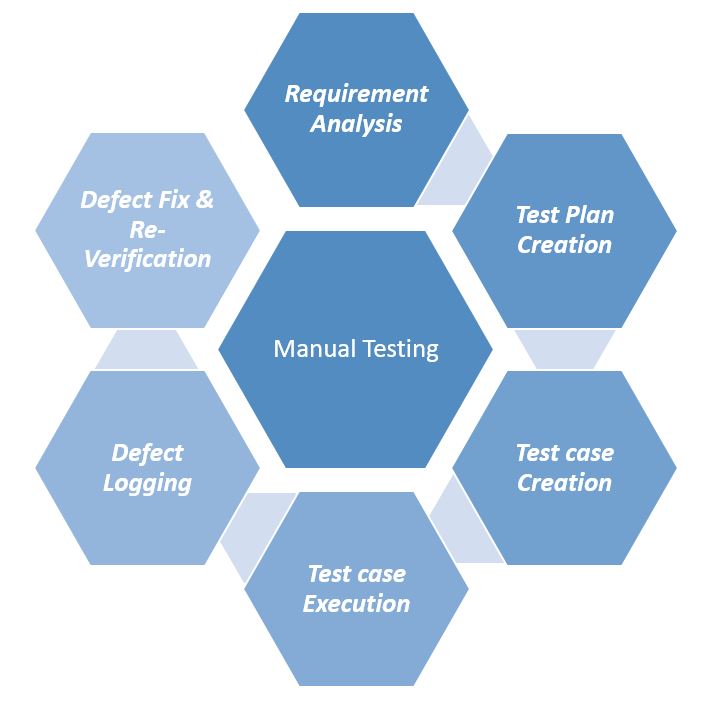 Requirement
Analysis
Test Plan
Creation
Test case
Creation
Test case
Execution
Defect
Logging
Defect Fix &
Re-
Verification
Manual Testing